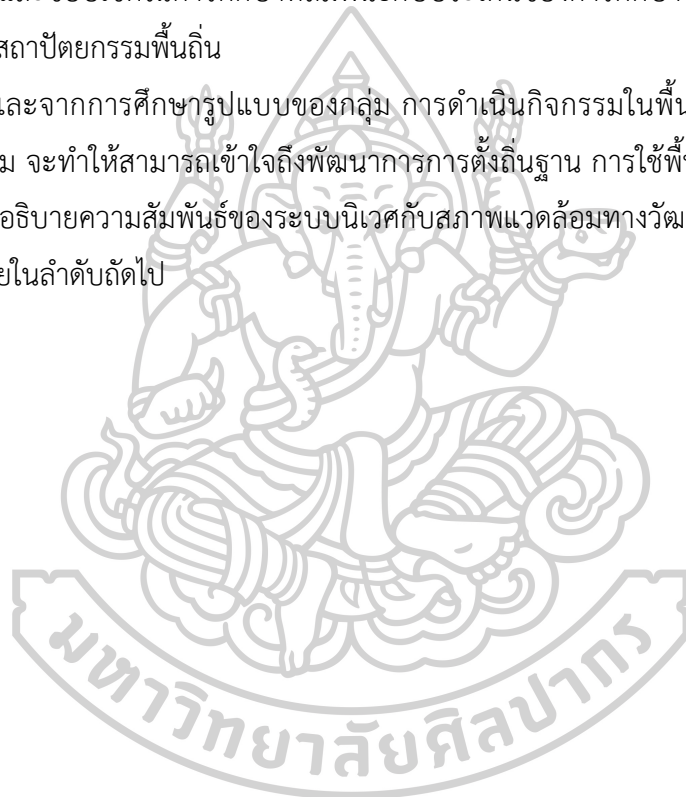 สถาปัตยกรรมพื้นถิ่น
และจากการศึกษารูปแบบของกลุ่ม การดำเนินกิจกรรมในพื้น
ม จะทำให้สามารถเข้าใจถึงพัฒนาการการตั้งถิ่นฐาน การใช้พื้
อธิบายความสัมพันธ์ของระบบนิเวศกับสภาพแวดล้อมทางวัฒ
ยในลำดับถัดไป
มหาวิทยาลัยศิลปากร